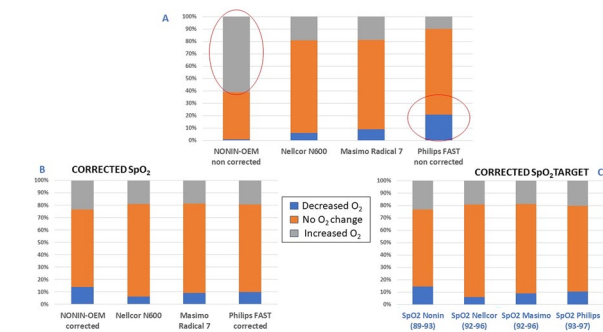 A
100%
90%
80%
70%
60%
50%
40%
30%
20%
10%
0%
NONIN-OEM non corrected
Nellcor N600
Masimo Radical 7
Philips FAST non corrected
B CORRECTED SpO₂
100%
90%
80%
70%
60%
50%
40%
30%
20%
10%
0%
NONIN-OEM corrected
Nellcor N600
Masimo Radical 7
Philips FAST corrected
Decreased O₂
No O₂ change
Increased O₂
CORRECTED SpO₂TARGET C
100%
90%
80%
70%
60%
50%
40%
30%
20%
10%
0%
SpO2 Nonin (89-93)
SpO2 Nellcor (92-96)
SpO2 Masimo (92-96)
SpO2 Philips (93-97)